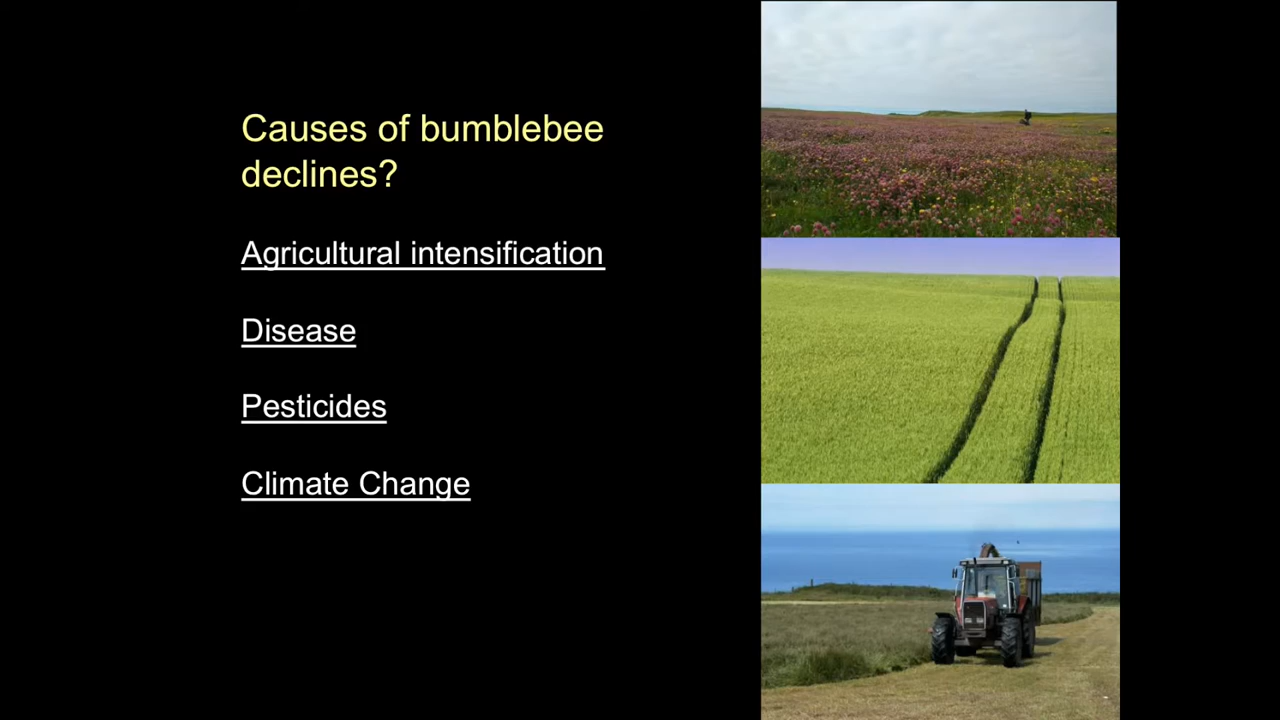 Causes of bumblebee
declines?
Agricultural intensification
Disease
Pesticides
Climate Change